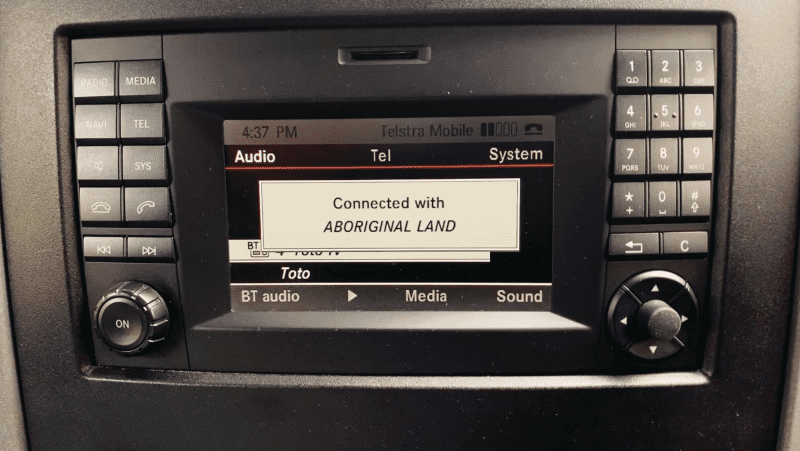 RADIO MEDIA
NAVI TEL
SYS
ON
4:37 PM Telstra Mobile
Audio Tel System
Connected with
ABORIGINAL LAND
BT
Toto
BT audio Media Sound
1 2 ABC 3 DEF
4 GHI 5 JKL 6 MNO
7 PQRS 8 TUV 9 WXYZ
* + 0 #
C